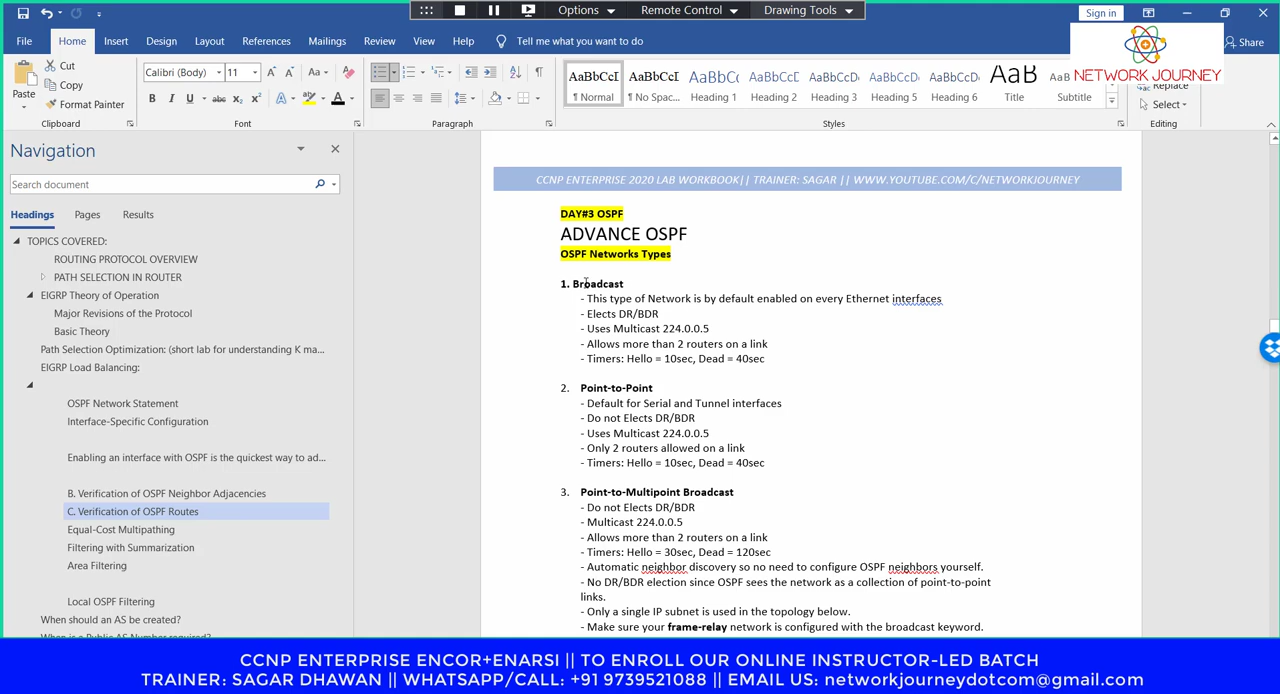 Options
Remote Control
Drawing Tools
Sign in
File Home Insert Design Layout References Mailings Review View Help Tell me what you want to do Share
NETWORK JOURNEY
Paste
Cut
Copy
Format Painter
Calibri (Body) 11 A A Aa A
B I U abc X₂ X² A A
AaBbCcI AaBbCcI AaBbCc AaBbCcI AaBbCcD AaBbCcD AaBbCcD AaB AaB
¶ Normal ¶ No Spac... Heading 1 Heading 2 Heading 3 Heading 5 Heading 6 Title Subtitle
Replace
Select
Clipboard Font Paragraph Styles Editing
Navigation
Search document
Headings Pages Results
TOPICS COVERED:
ROUTING PROTOCOL OVERVIEW
PATH SELECTION IN ROUTER
EIGRP Theory of Operation
Major Revisions of the Protocol
Basic Theory
Path Selection Optimization: (short lab for understanding K ma...
EIGRP Load Balancing:
OSPF Network Statement
Interface-Specific Configuration
Enabling an interface with OSPF is the quickest way to ad...
B. Verification of OSPF Neighbor Adjacencies
C. Verification of OSPF Routes
Equal-Cost Multipathing
Filtering with Summarization
Area Filtering
Local OSPF Filtering
When should an AS be created?
When is a Public AS Number required?
CCNP ENTERPRISE 2020 LAB WORKBOOK|| TRAINER: SAGAR || WWW.YOUTUBE.COM/C/NETWORKJOURNEY
DAY#3 OSPF
ADVANCE OSPF
OSPF Networks Types
1. Broadcast
- This type of Network is by default enabled on every Ethernet interfaces
- Elects DR/BDR
- Uses Multicast 224.0.0.5
- Allows more than 2 routers on a link
- Timers: Hello = 10sec, Dead = 40sec
2. Point-to-Point
- Default for Serial and Tunnel interfaces
- Do not Elects DR/BDR
- Uses Multicast 224.0.0.5
- Only 2 routers allowed on a link
- Timers: Hello = 10sec, Dead = 40sec
3. Point-to-Multipoint Broadcast
- Do not Elects DR/BDR
- Multicast 224.0.0.5
- Allows more than 2 routers on a link
- Timers: Hello = 30sec, Dead = 120sec
- Automatic neighbor discovery so no need to configure OSPF neighbors yourself.
- No DR/BDR election since OSPF sees the network as a collection of point-to-point
links.
- Only a single IP subnet is used in the topology below.
- Make sure your frame-relay network is configured with the broadcast keyword.
CCNP ENTERPRISE ENCOR+ENARSI || TO ENROLL OUR ONLINE INSTRUCTOR-LED BATCH
TRAINER: SAGAR DHAWAN || WHATSAPP/CALL: +91 9739521088 || EMAIL US: networkjourneydotcom@gmail.com